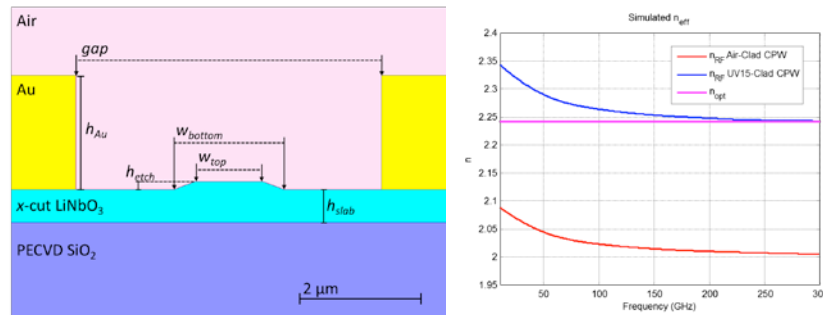 Air
gap
Au
h_Au
w_bottom
w_top
h_etch
x-cut LiNbO₃
h_slab
PECVD SiO₂
2 μm
Simulated n_eff
2.4
2.35
2.3
2.25
2.2
2.15
2.1
2.05
2
1.95
n
n_RF Air-Clad CPW
n_RF UV15-Clad CPW
n_opt
50
100
150
200
250
300
Frequency (GHz)